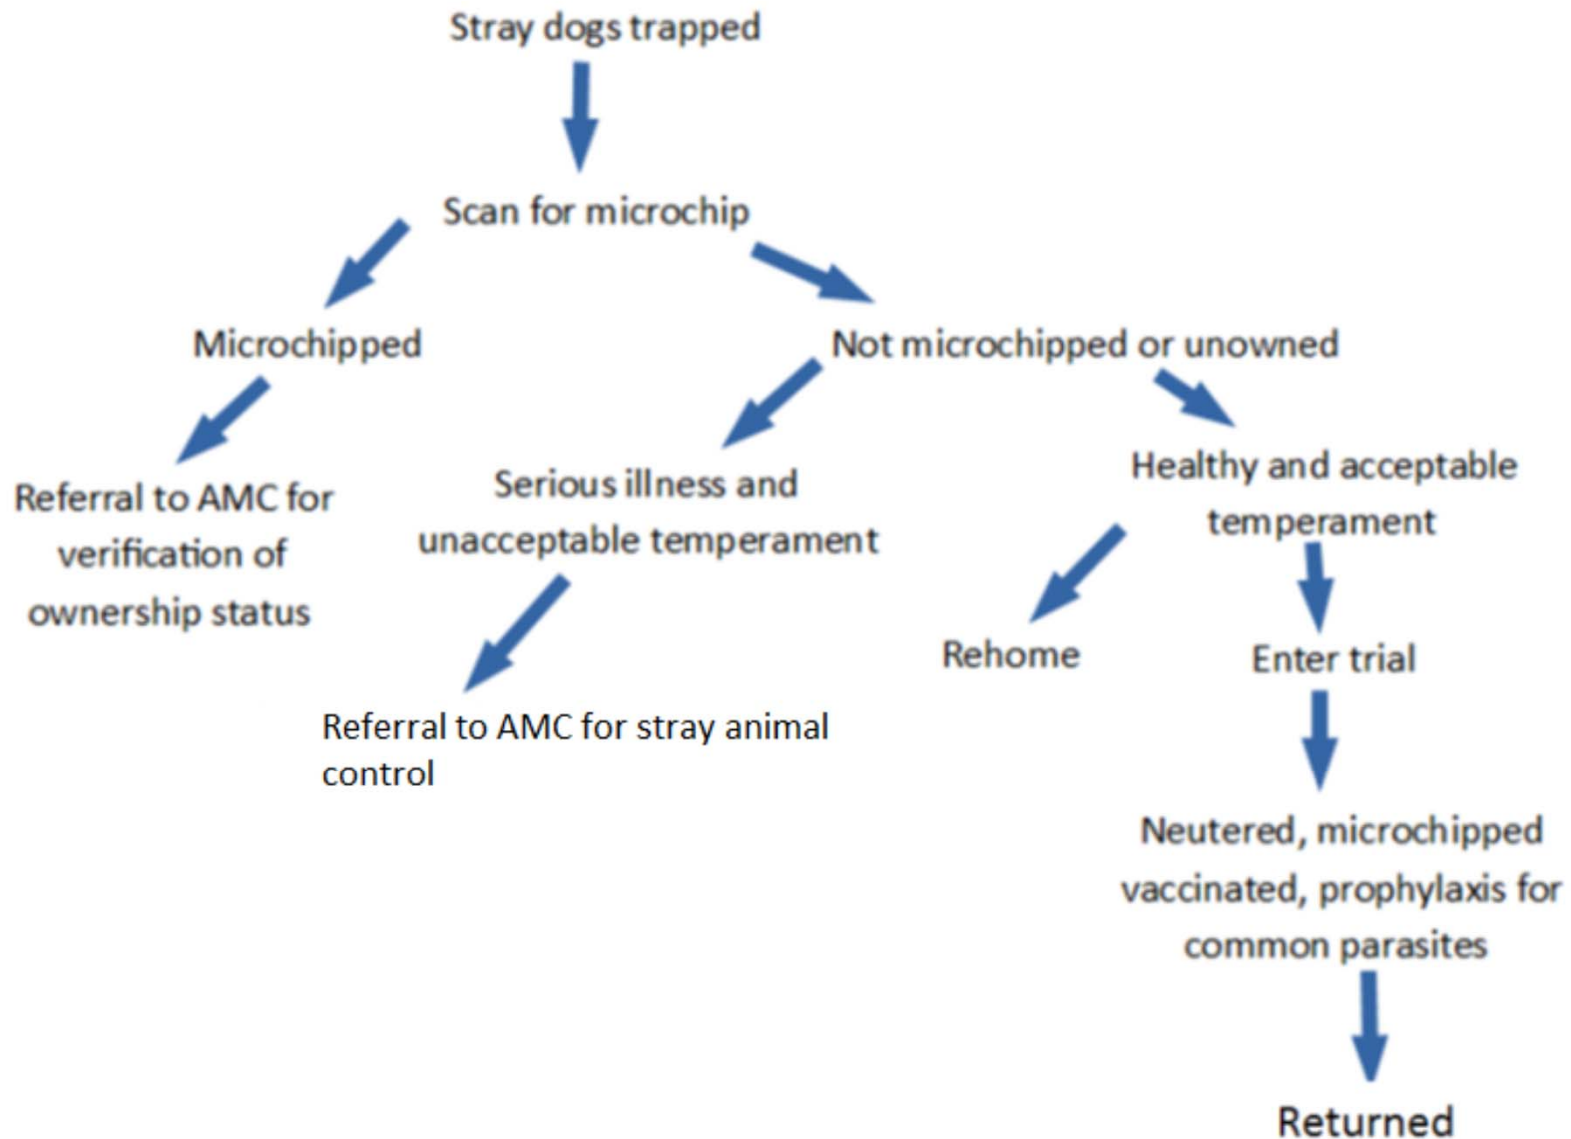 Stray dogs trapped
Scan for microchip
Microchipped
Not microchipped or unowned
Referral to AMC for
verification of
ownership status
Serious illness and
unacceptable temperament
Healthy and acceptable
temperament
Referral to AMC for stray animal
control
Rehome
Enter trial
Neutered, microchipped
vaccinated, prophylaxis for
common parasites
Returned